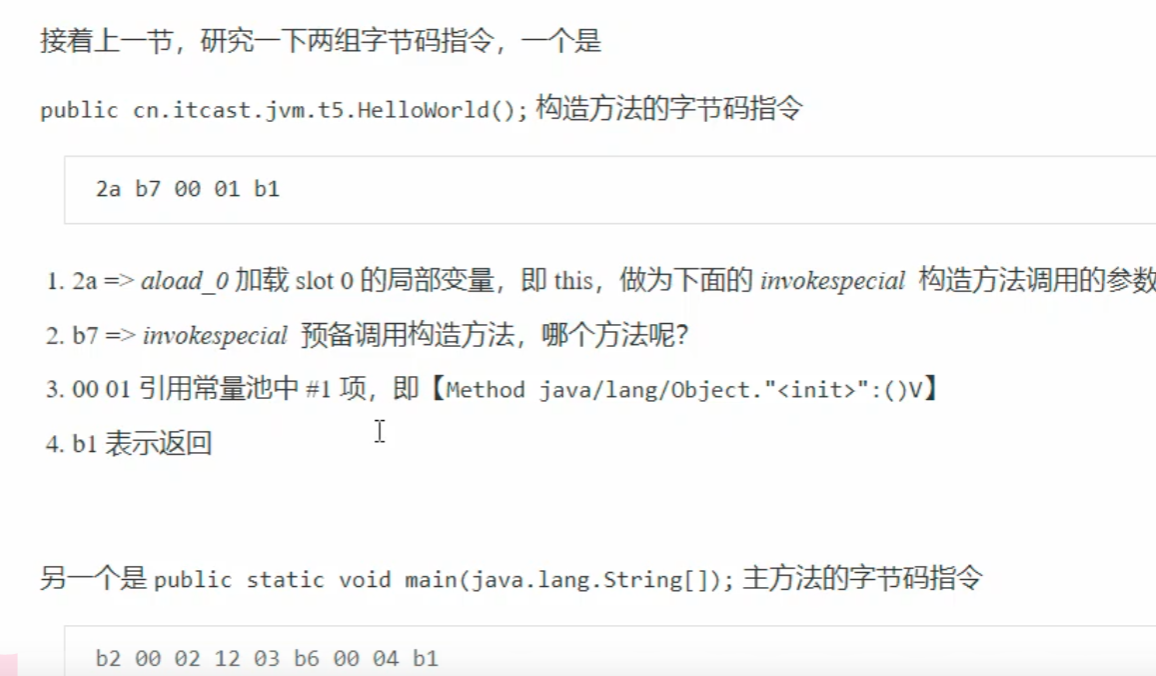 接着上一节，研究一下两组字节码指令，一个是
public cn.itcast.jvm.t5.HelloWorld(); 构造方法的字节码指令
2a b7 00 01 b1
1. 2a => aload_0 加载 slot 0 的局部变量，即 this，做为下面的 invokespecial 构造方法调用的参数
2. b7 => invokespecial 预备调用构造方法，哪个方法呢？
3. 00 01 引用常量池中 #1 项，即【Method java/lang/Object."<init>":()V】
4. b1 表示返回
另一个是 public static void main(java.lang.String[]); 主方法的字节码指令
b2 00 02 12 03 b6 00 04 b1